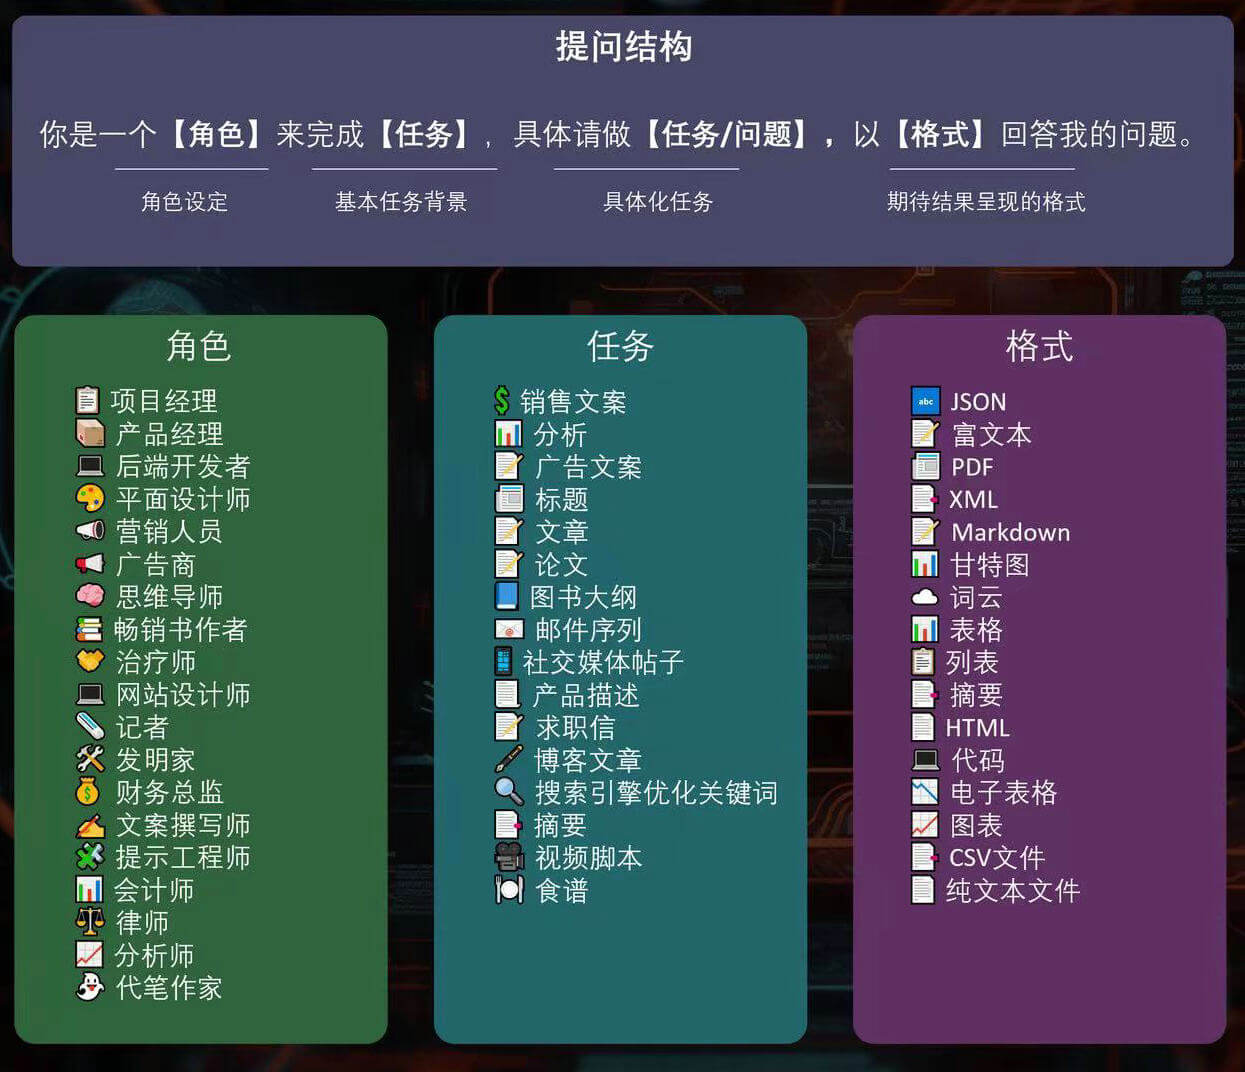 提问结构
你是一个【角色】来完成【任务】，具体请做【任务/问题】，以【格式】回答我的问题。
角色设定 基本任务背景 具体化任务 期待结果呈现的格式
角色
项目经理
产品经理
后端开发者
平面设计师
营销人员
广告商
思维导师
畅销书作者
治疗师
网站设计师
记者
发明家
财务总监
文案撰写师
提示工程师
会计师
律师
分析师
代笔作家
任务
销售文案
分析
广告文案
标题
文章
论文
图书大纲
邮件序列
社交媒体帖子
产品描述
求职信
博客文章
搜索引擎优化关键词
摘要
视频脚本
食谱
格式
abc JSON
富文本
PDF
XML
Markdown
甘特图
词云
表格
列表
摘要
HTML
代码
电子表格
图表
CSV文件
纯文本文件